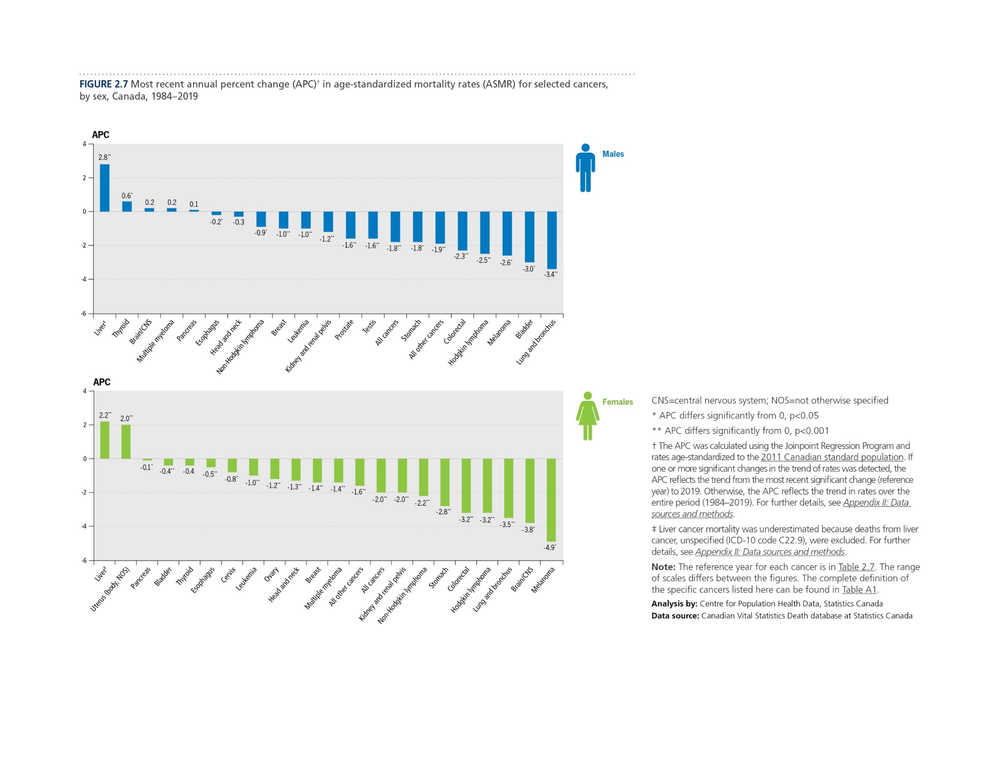 FIGURE 2.7 Most recent annual percent change (APC)† in age-standardized mortality rates (ASMR) for selected cancers,
by sex, Canada, 1984–2019
APC
4
2
0
-2
-4
-6
2.8**
0.6*
0.2
0.2
0.1
-0.2*
-0.3
-0.9*
-1.0**
-1.0**
-1.2**
-1.6**
-1.6**
-1.8**
-1.8*
-1.9**
-2.3**
-2.5**
-2.6*
-3.0*
-3.4**
Liver‡
Thyroid
Brain/CNS
Multiple myeloma
Pancreas
Esophagus
Head and neck
Non-Hodgkin lymphoma
Breast
Leukemia
Kidney and renal pelvis
Prostate
Testis
All cancers
Stomach
All other cancers
Colorectal
Hodgkin lymphoma
Melanoma
Bladder
Lung and bronchus
Males
APC
4
2
0
-2
-4
-6
2.2**
2.0**
-0.1*
-0.4**
-0.4
-0.5**
-0.8*
-1.0**
-1.2**
-1.3**
-1.4**
-1.4**
-1.6**
-2.0**
-2.0**
-2.2**
-2.8**
-3.2**
-3.2**
-3.5**
-3.8*
-4.9*
Liver‡
Uterus (body, NOS)
Pancreas
Bladder
Thyroid
Esophagus
Cervix
Leukemia
Ovary
Head and neck
Breast
Multiple myeloma
All other cancers
All cancers
Kidney and renal pelvis
Non-Hodgkin lymphoma
Stomach
Colorectal
Hodgkin lymphoma
Lung and bronchus
Brain/CNS
Melanoma
Females
CNS=central nervous system; NOS=not otherwise specified
* APC differs significantly from 0, p<0.05
** APC differs significantly from 0, p<0.001
† The APC was calculated using the Joinpoint Regression Program and
rates age-standardized to the 2011 Canadian standard population. If
one or more significant changes in the trend of rates was detected, the
APC reflects the trend from the most recent significant change (reference
year) to 2019. Otherwise, the APC reflects the trend in rates over the
entire period (1984–2019). For further details, see Appendix II: Data
sources and methods.
‡ Liver cancer mortality was underestimated because deaths from liver
cancer, unspecified (ICD-10 code C22.9), were excluded. For further
details, see Appendix II: Data sources and methods.
Note: The reference year for each cancer is in Table 2.7. The range
of scales differs between the figures. The complete definition of
the specific cancers listed here can be found in Table A1.
Analysis by: Centre for Population Health Data, Statistics Canada
Data source: Canadian Vital Statistics Death database at Statistics Canada